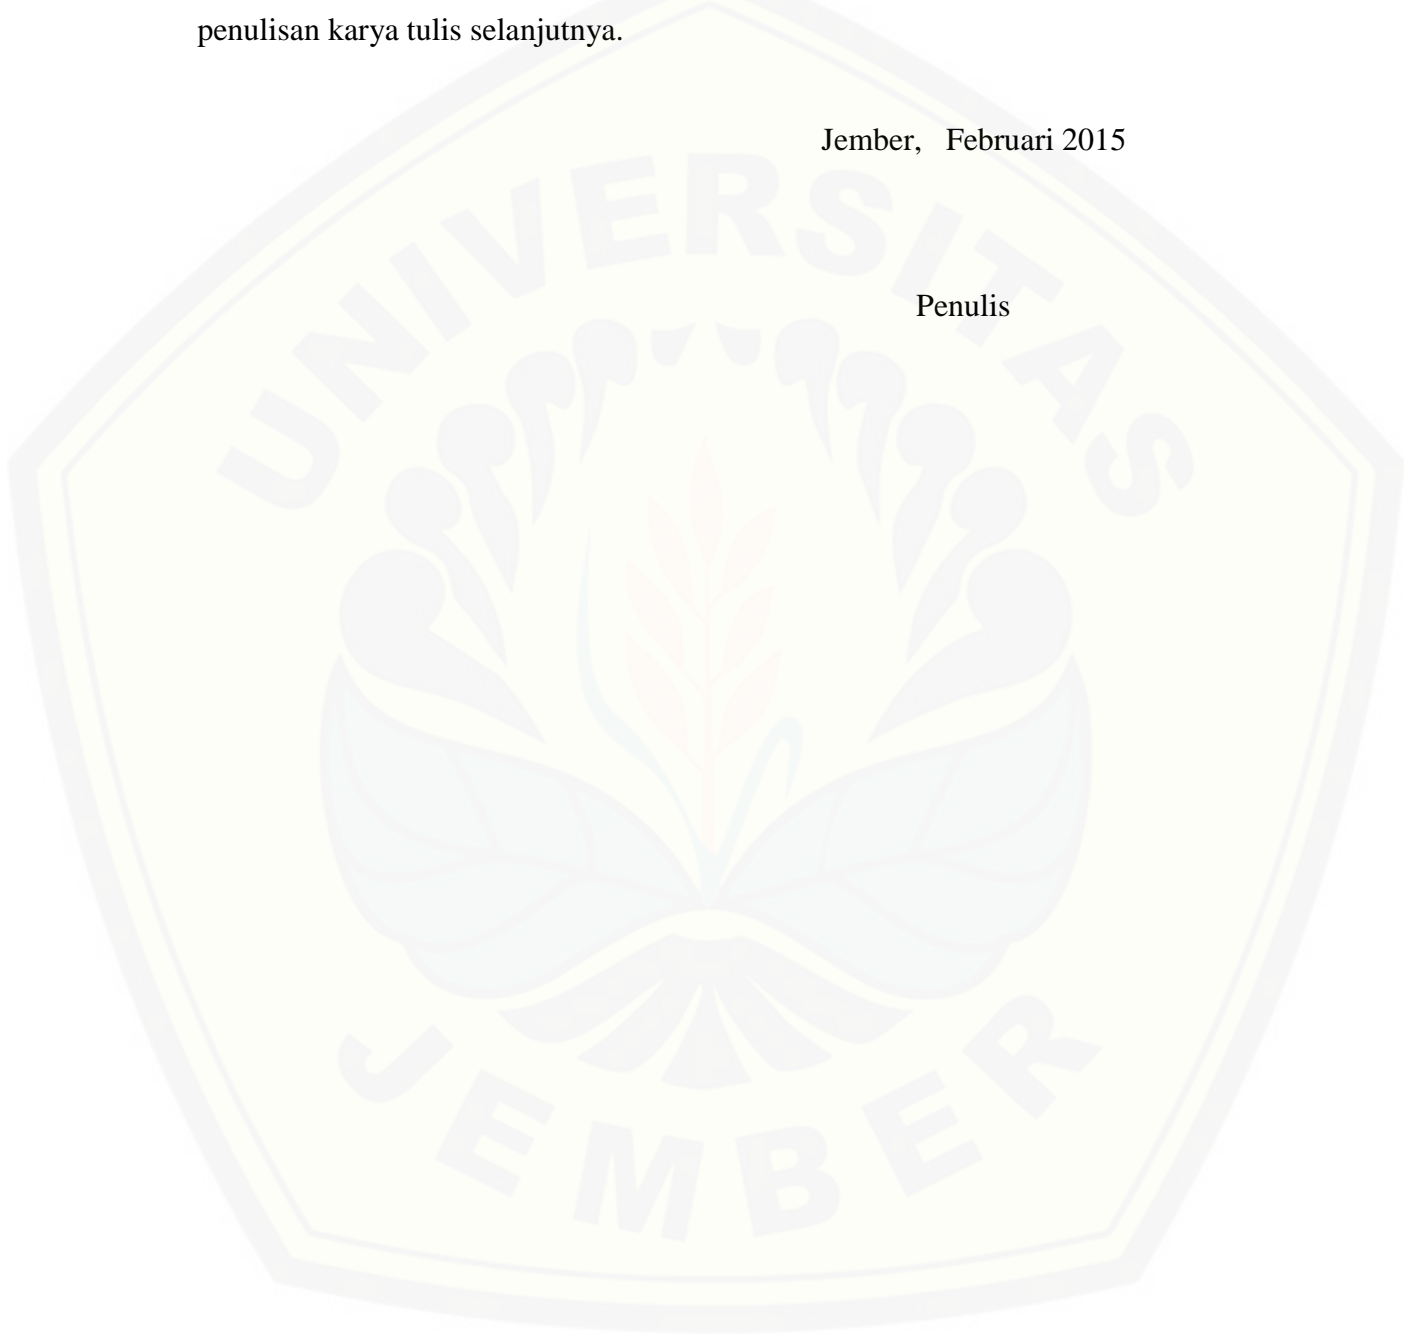 penulisan karya tulis selanjutnya.
Jember, Februari 2015
Penulis
UNIVERSITAS
JEMBER